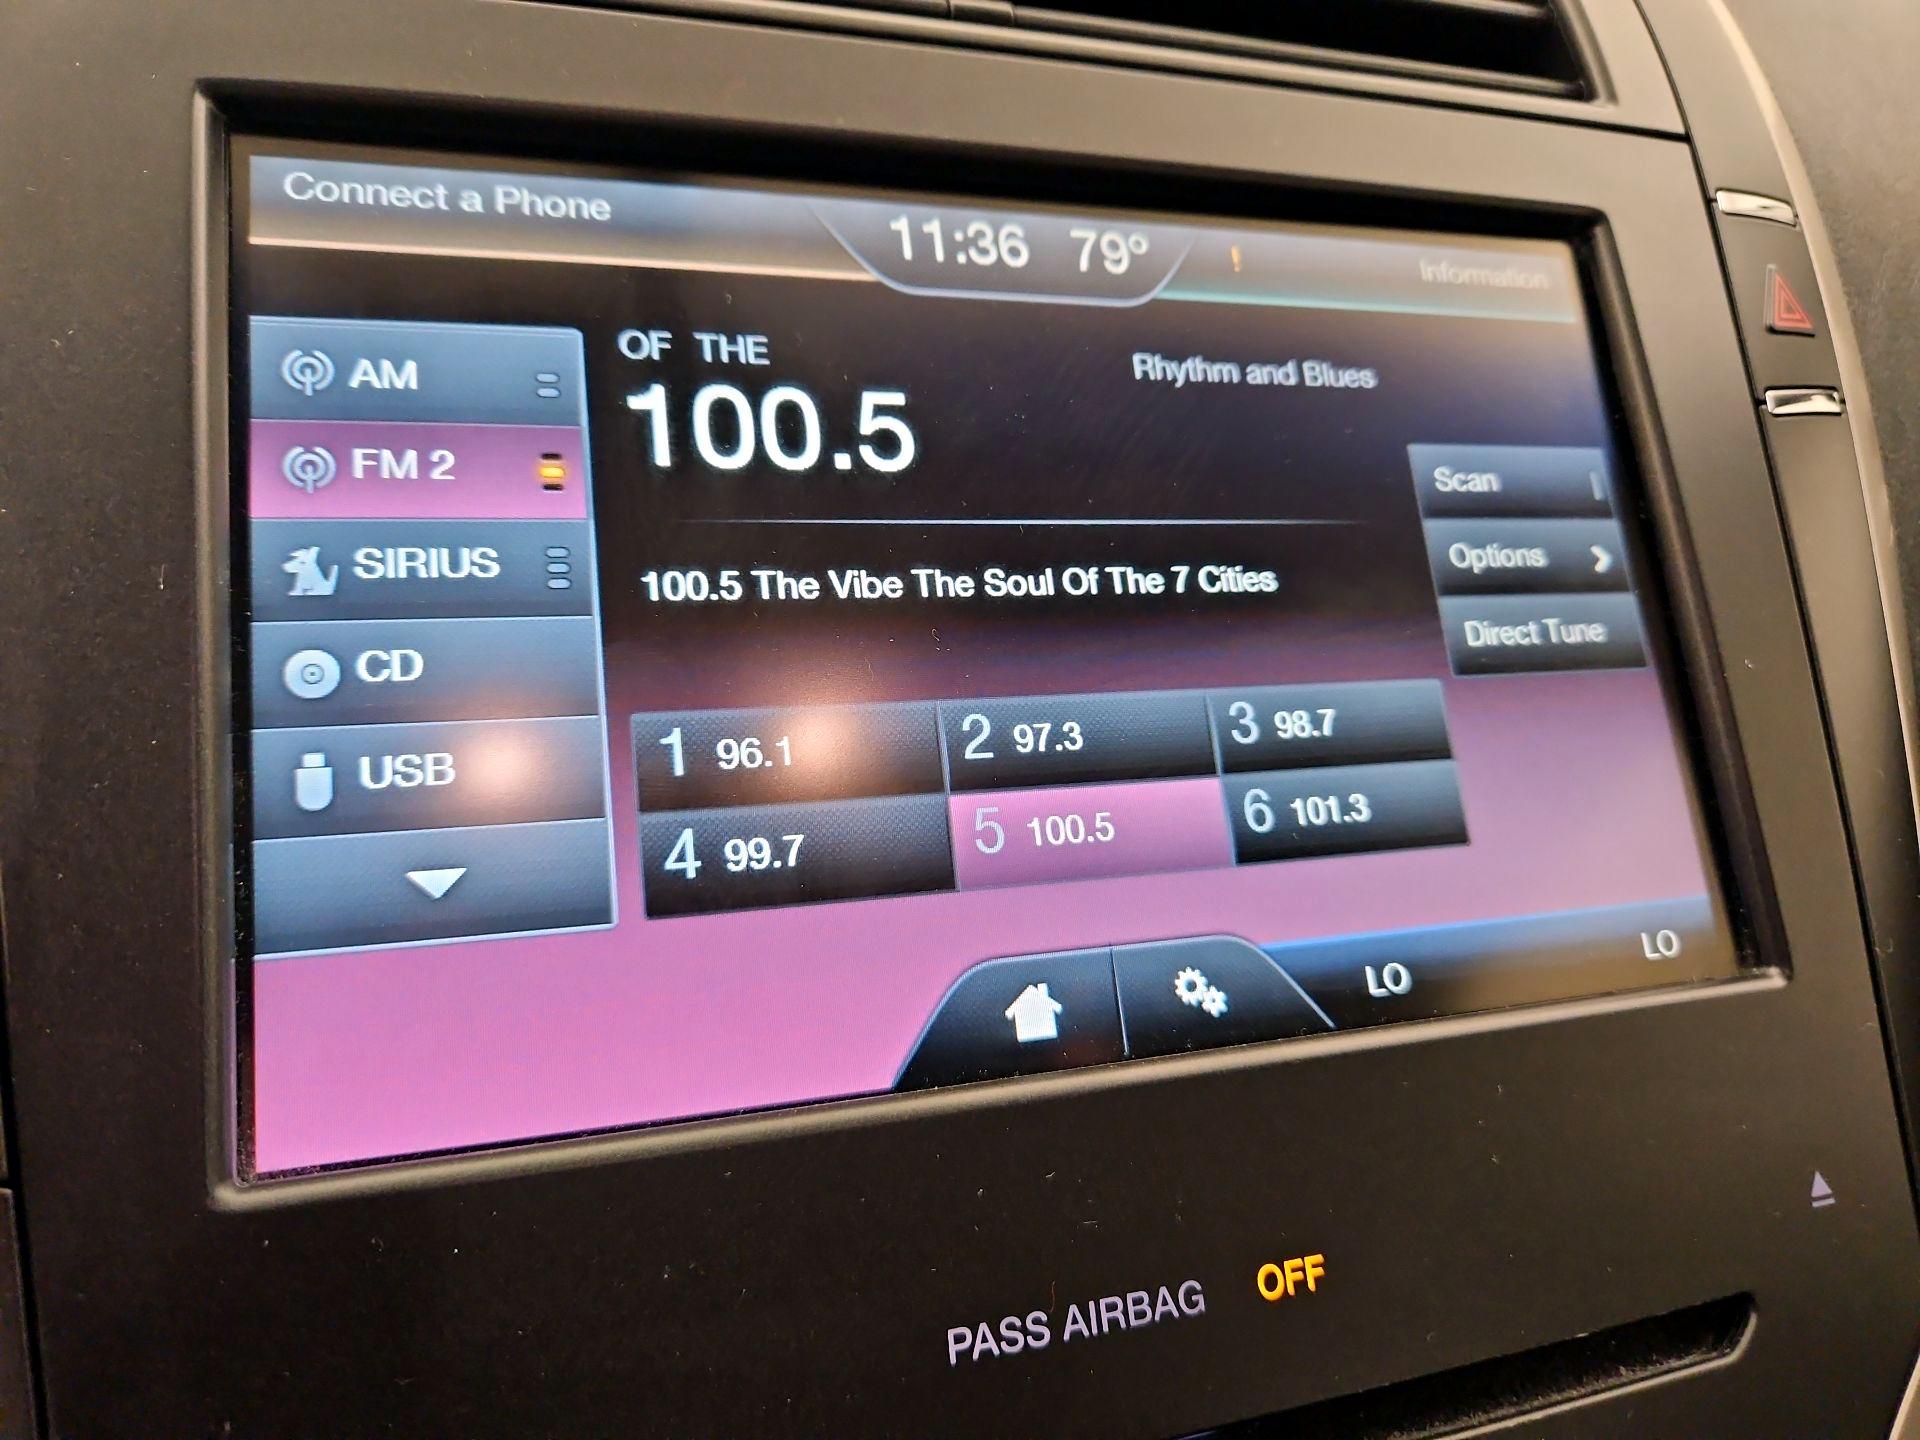 Connect a Phone
11:36 79°
! Information
AM
FM 2
SIRIUS
CD
USB
OF THE
Rhythm and Blues
100.5
100.5 The Vibe The Soul Of The 7 Cities
Scan
Options
Direct Tune
1 96.1
2 97.3
3 98.7
4 99.7
5 100.5
6 101.3
LO
LO
PASS AIRBAG OFF